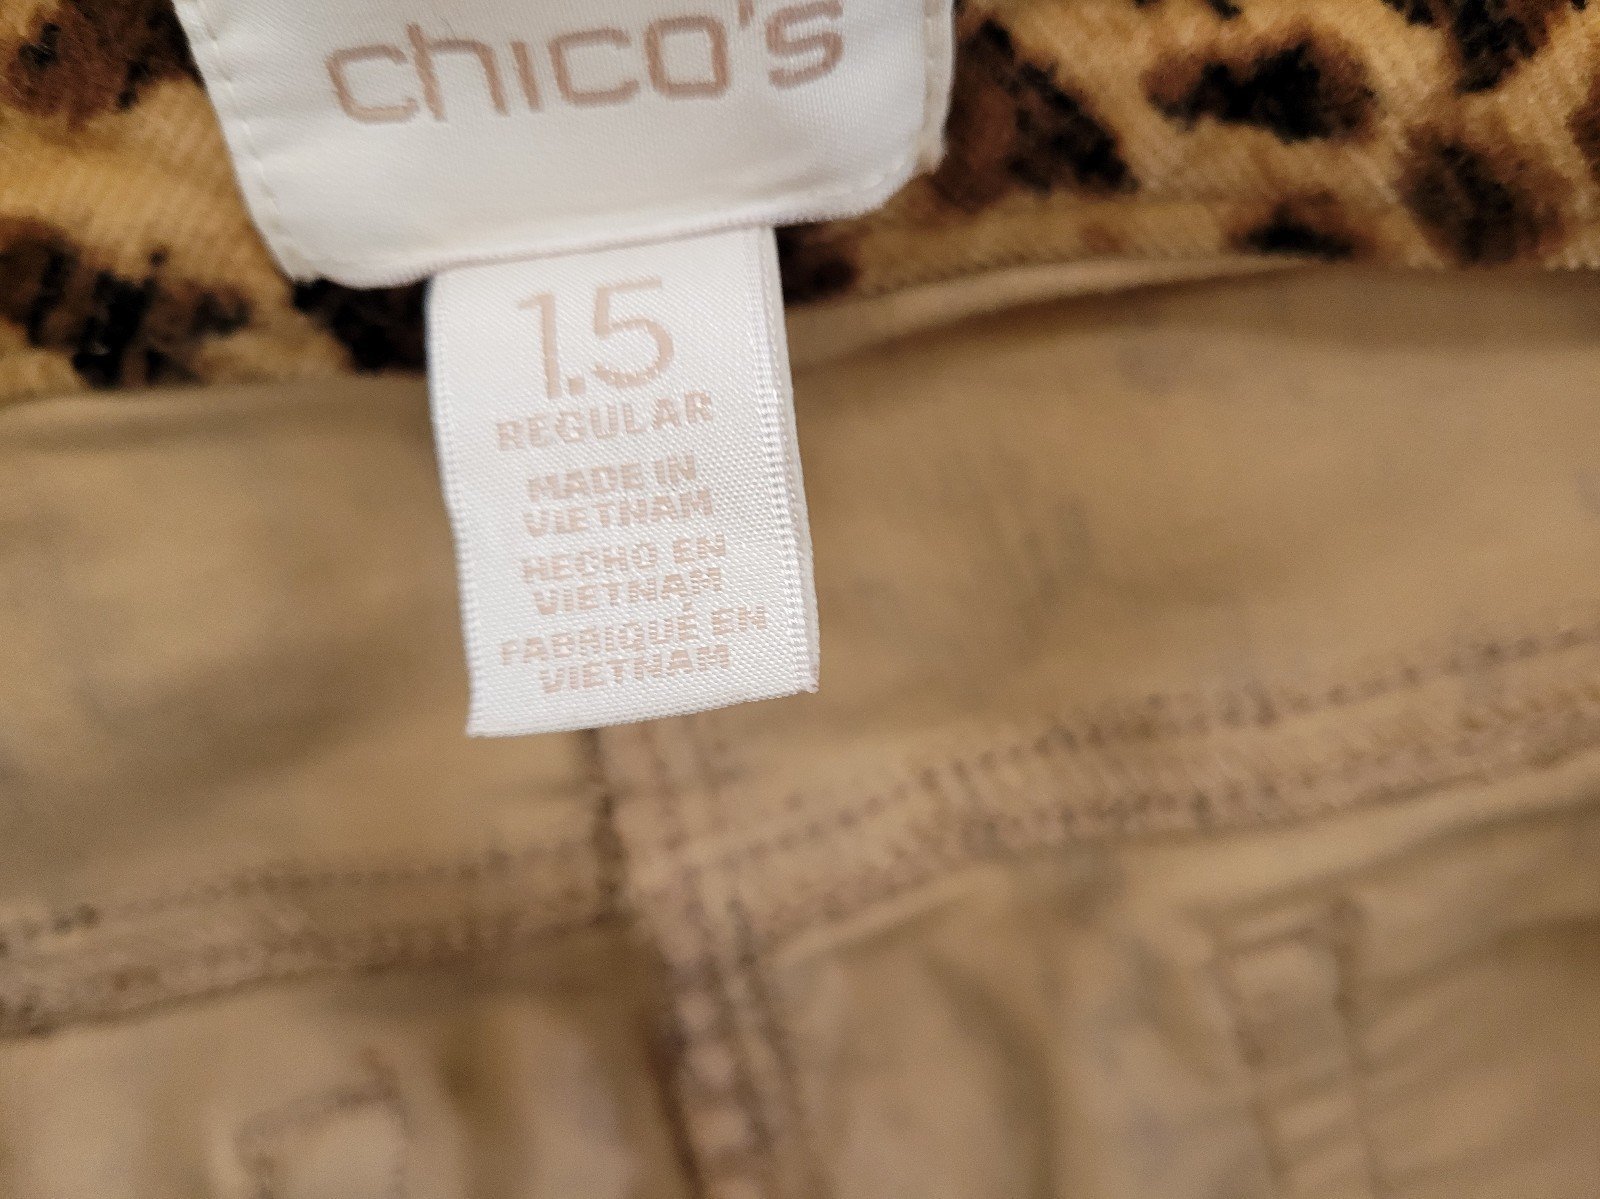 chico's
1.5
REGULAR
MADE IN
VIETNAM
HECHO EN
VIETNAM
FABRIQUÉ EN
VIETNAM